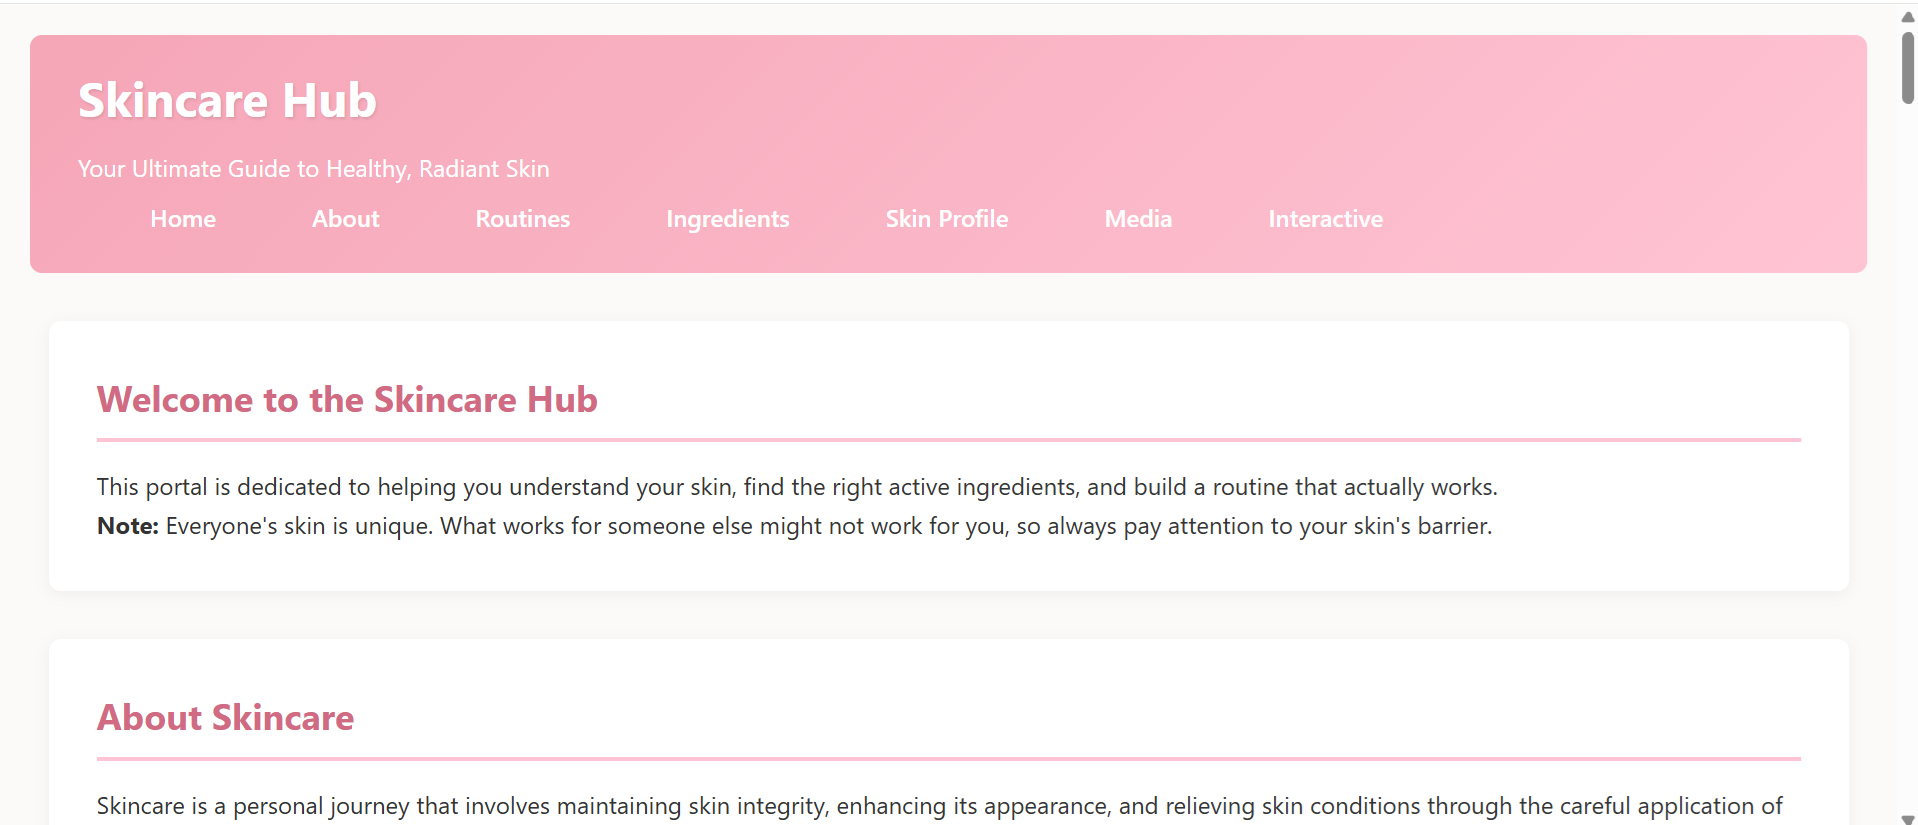 Skincare Hub
Your Ultimate Guide to Healthy, Radiant Skin
Home About Routines Ingredients Skin Profile Media Interactive
Welcome to the Skincare Hub
This portal is dedicated to helping you understand your skin, find the right active ingredients, and build a routine that actually works.
Note: Everyone's skin is unique. What works for someone else might not work for you, so always pay attention to your skin's barrier.
About Skincare
Skincare is a personal journey that involves maintaining skin integrity, enhancing its appearance, and relieving skin conditions through the careful application of